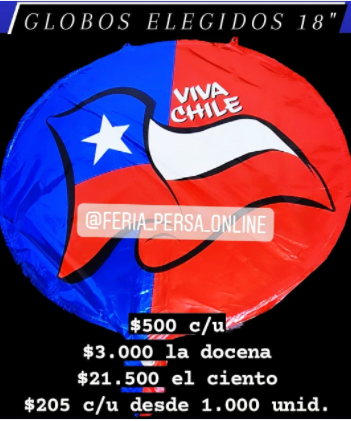 GLOBOS ELEGIDOS 18"
VIVA
CHILE
@FERIA_PERSA_ONLINE
$500 c/u
$3.000 la docena
$21.500 el ciento
$205 c/u desde 1.000 unid.